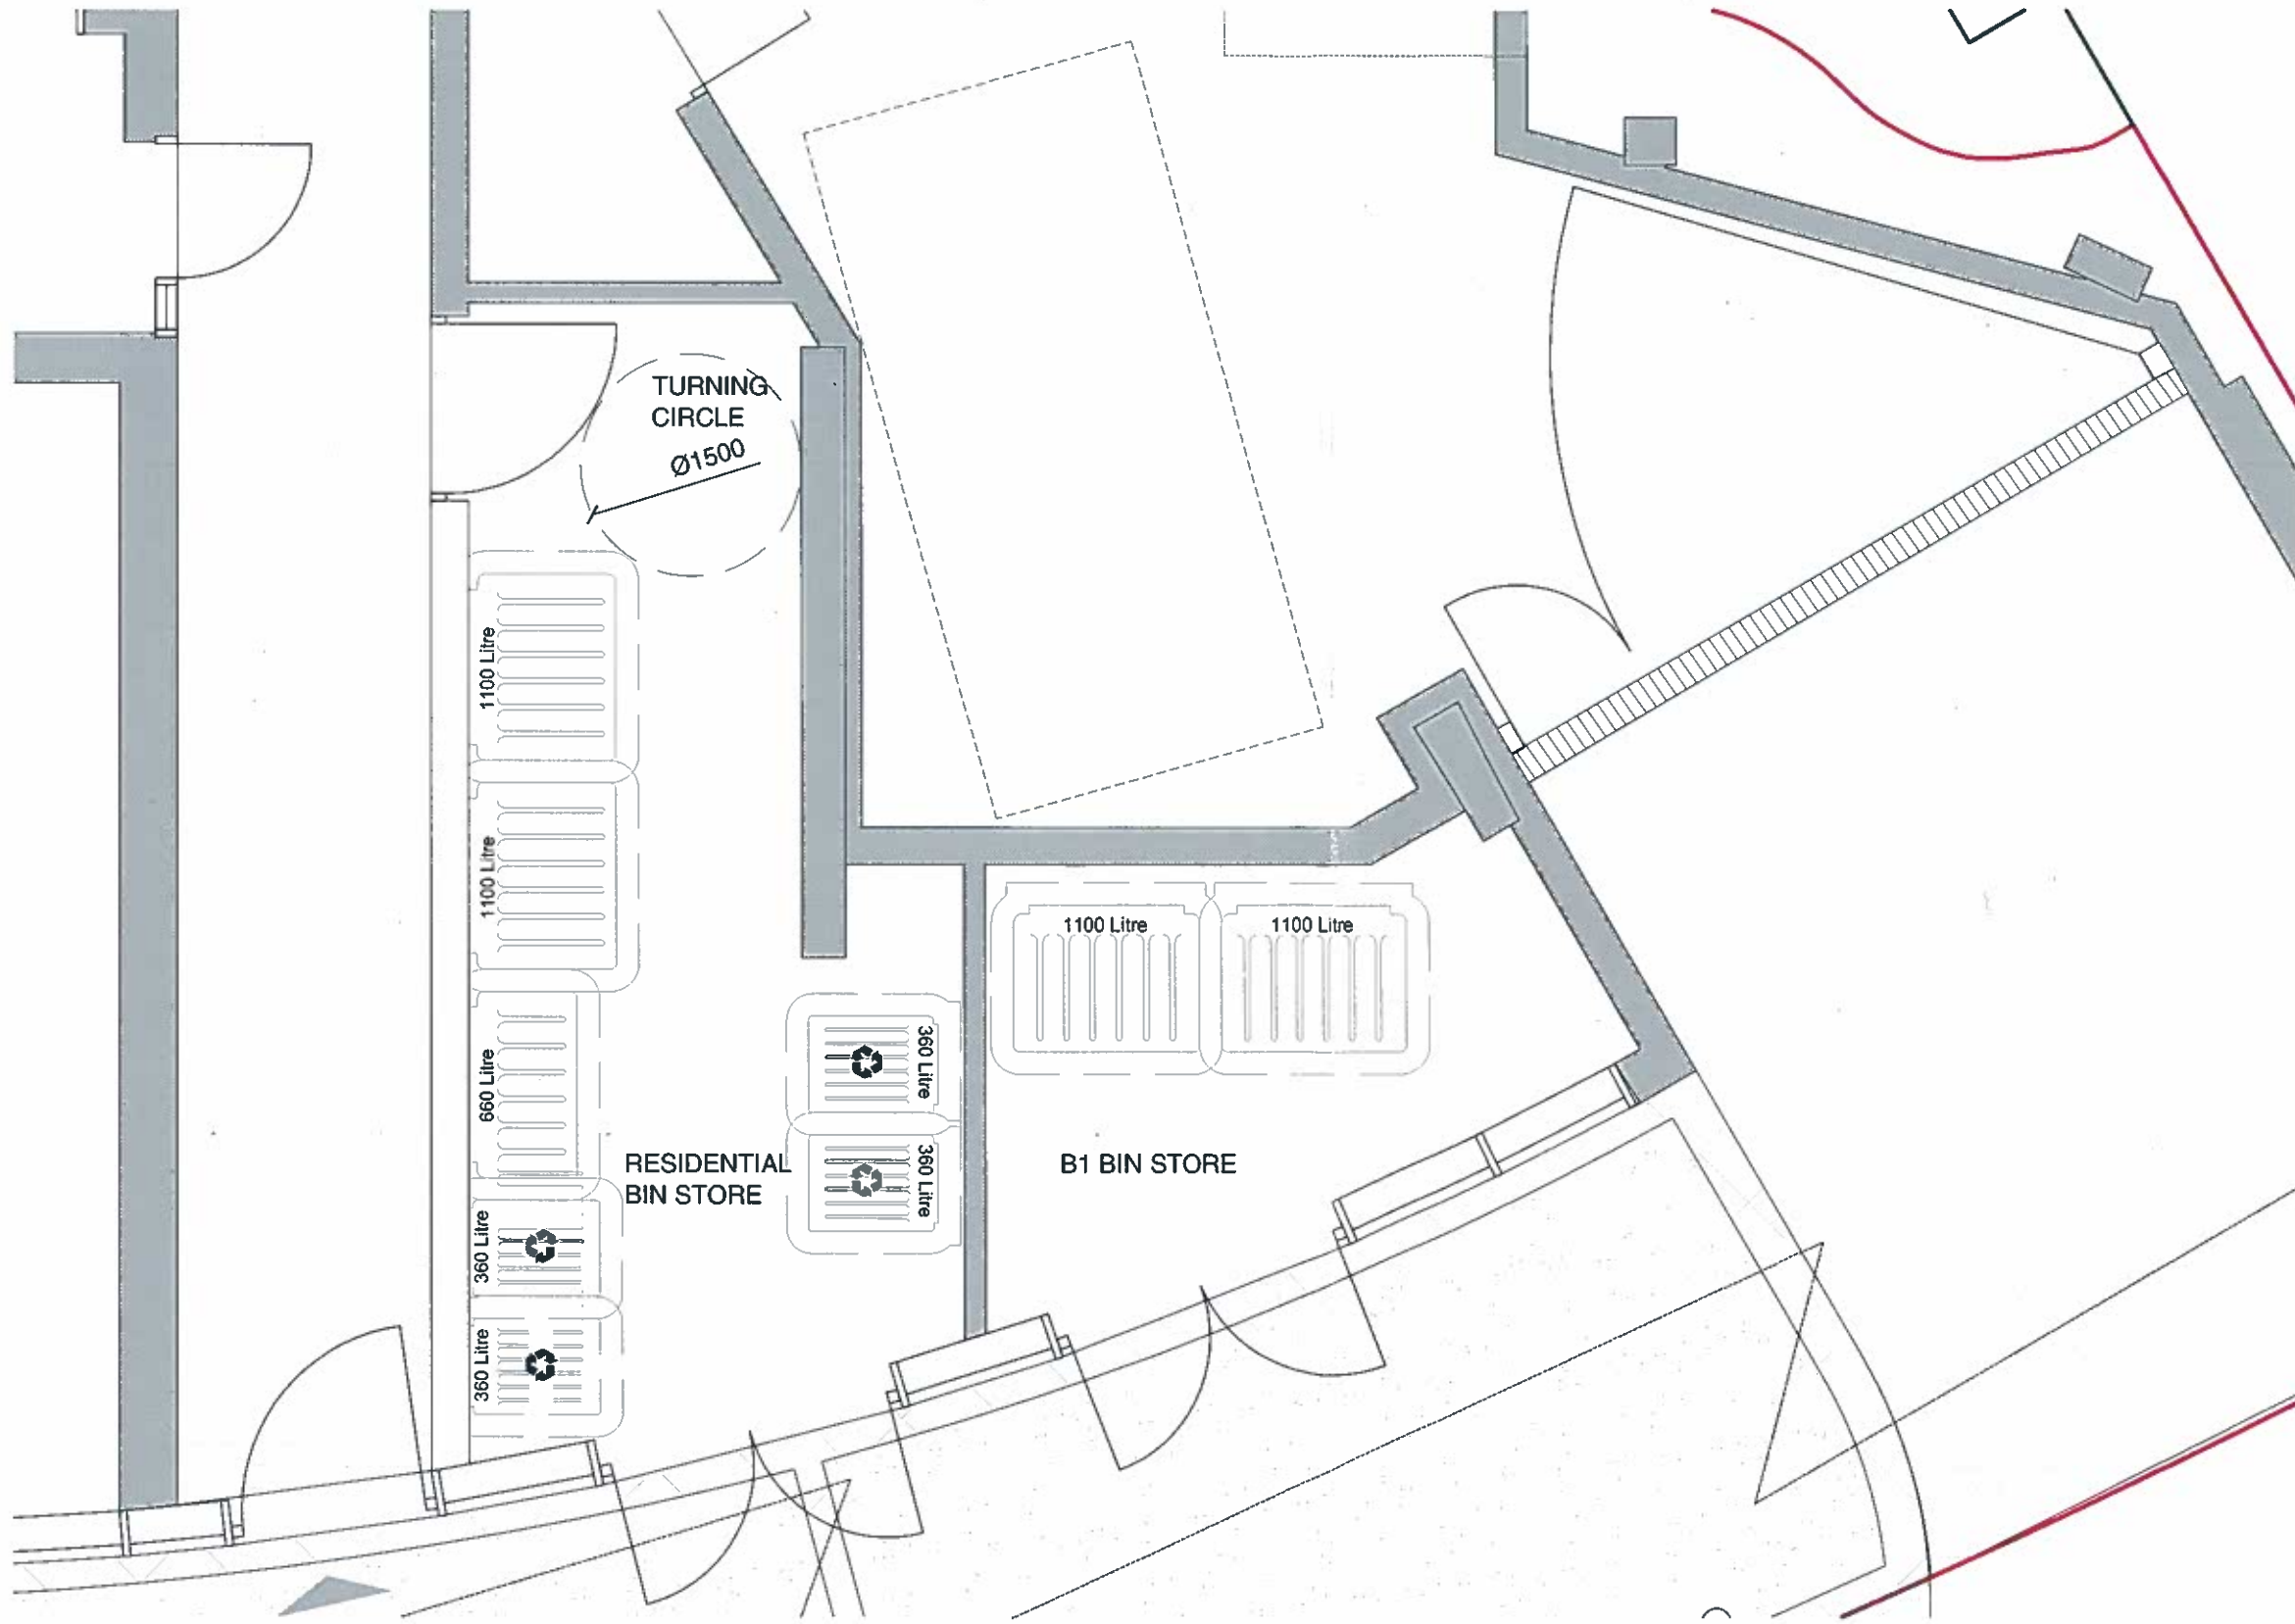 TURNING
CIRCLE
Ø1500
1100 Litre
1100 Litre
660 Litre
360 Litre
360 Litre
RESIDENTIAL
BIN STORE
360 Litre
360 Litre
1100 Litre
1100 Litre
B1 BIN STORE